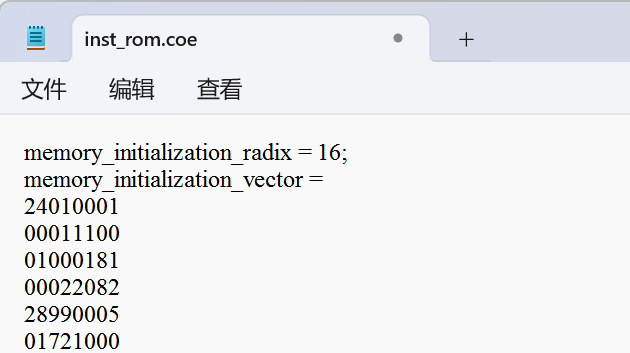 inst_rom.coe
文件 编辑 查看
memory_initialization_radix = 16;
memory_initialization_vector =
24010001
00011100
01000181
00022082
28990005
01721000